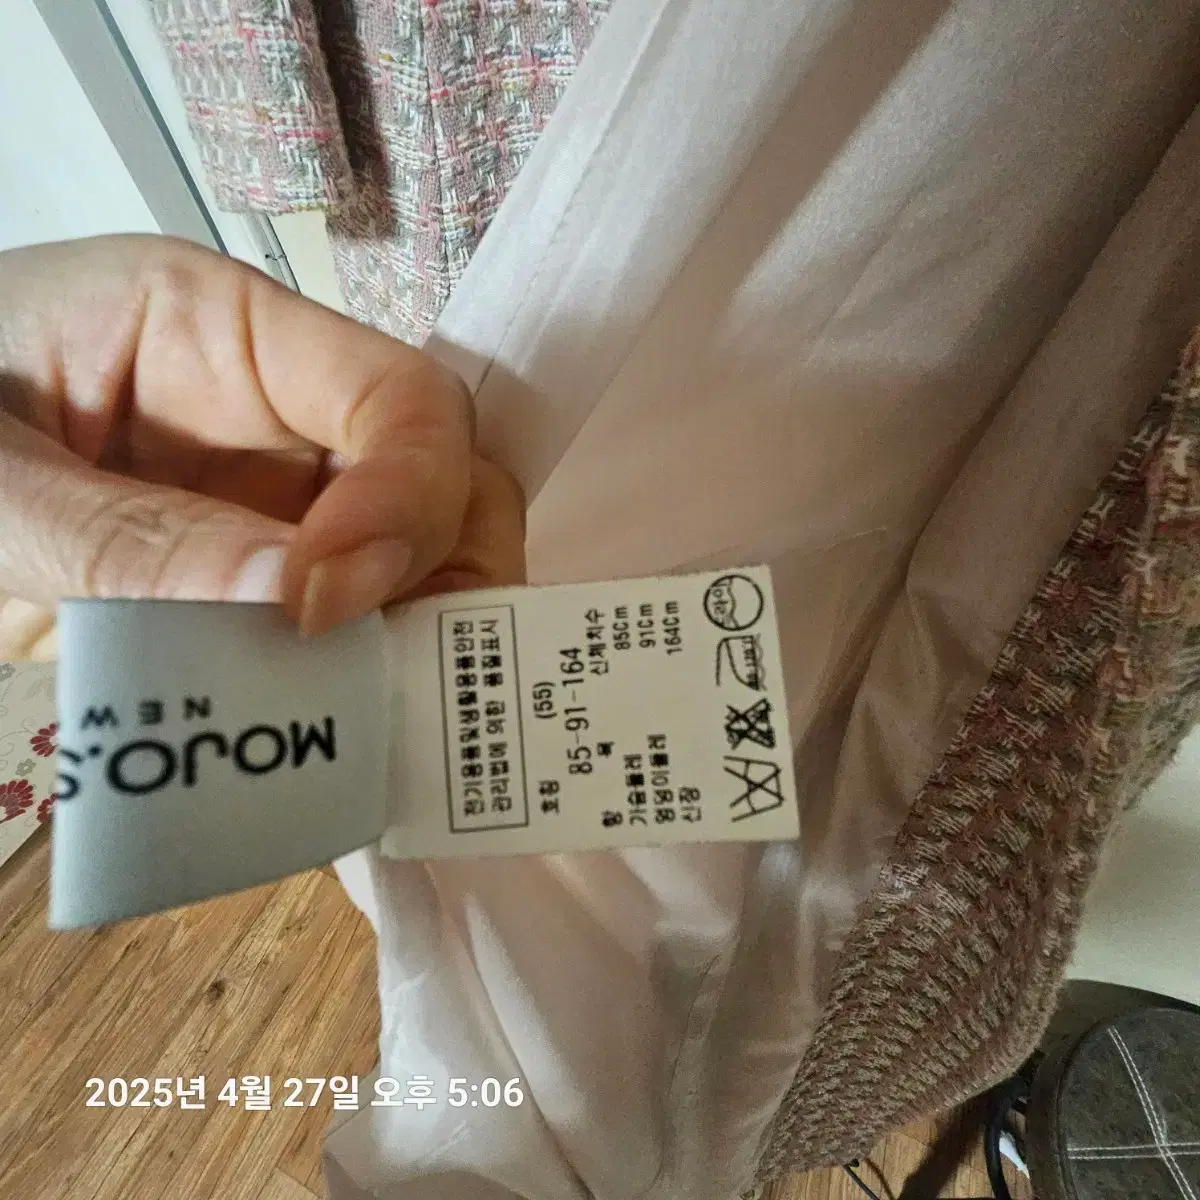 MOJO.
NEW
전기용품및생활용품안전
관리법에 의한 품질표시
호칭 (55)
85-91-164
항 목 신체치수
가슴둘레 85Cm
엉덩이둘레 91Cm
신장 164Cm
2025년 4월 27일 오후 5:06